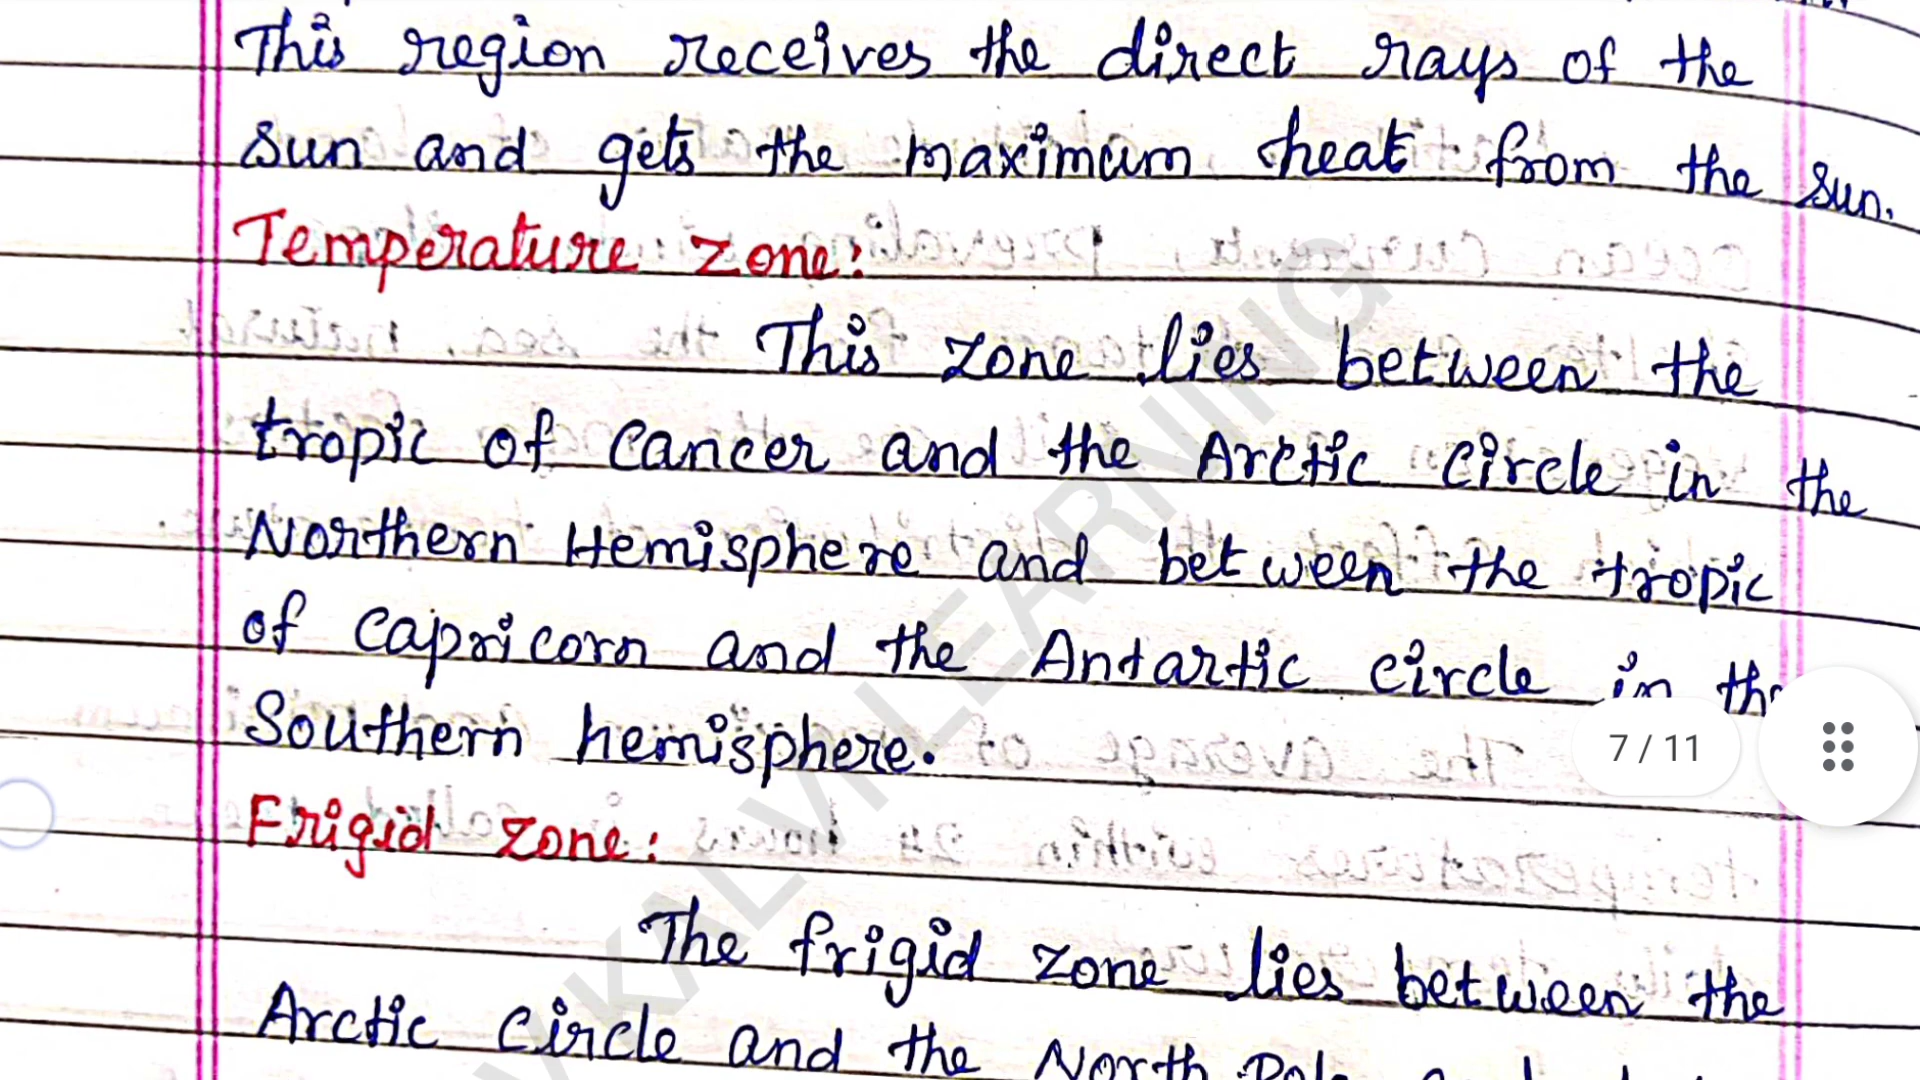 This region receives the direct rays of the
Sun and gets the maximum heat from the Sun.
Temperature zone:
This zone lies between the
tropic of Cancer and the Arctic Circle in the
Northern Hemisphere and between the tropic
of Capricorn and the Antartic circle in the
Southern hemisphere.
7 / 11
Frigid zone:
The frigid zone lies between the
Arctic Circle and the North Pole
KALVI LEARNING